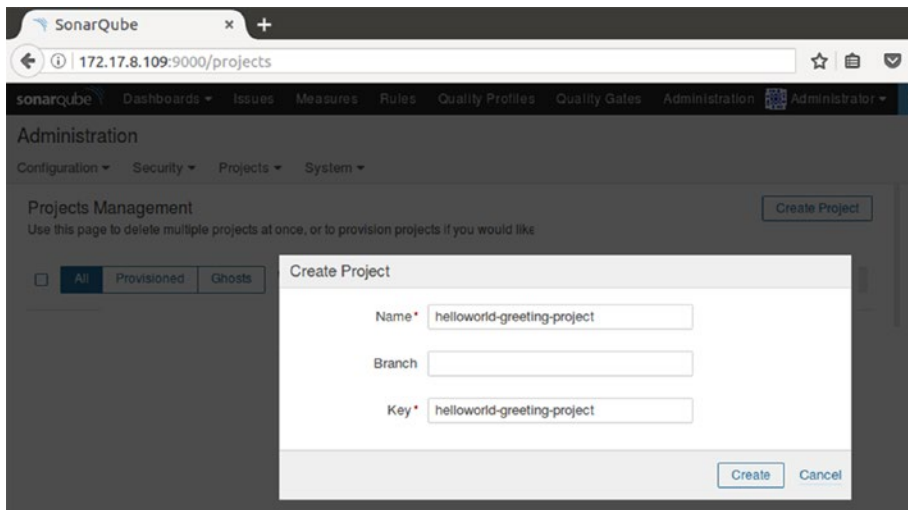 SonarQube
172.17.8.109:9000/projects
sonarqube Dashboards Issues Measures Rules Quality Profiles Quality Gates Administration Administrator
Administration
Configuration Security Projects System
Projects Management
Create Project
Use this page to delete multiple projects at once, or to provision projects if you would like
All Provisioned Ghosts
Create Project
Name* helloworld-greeting-project
Branch
Key* helloworld-greeting-project
Create Cancel